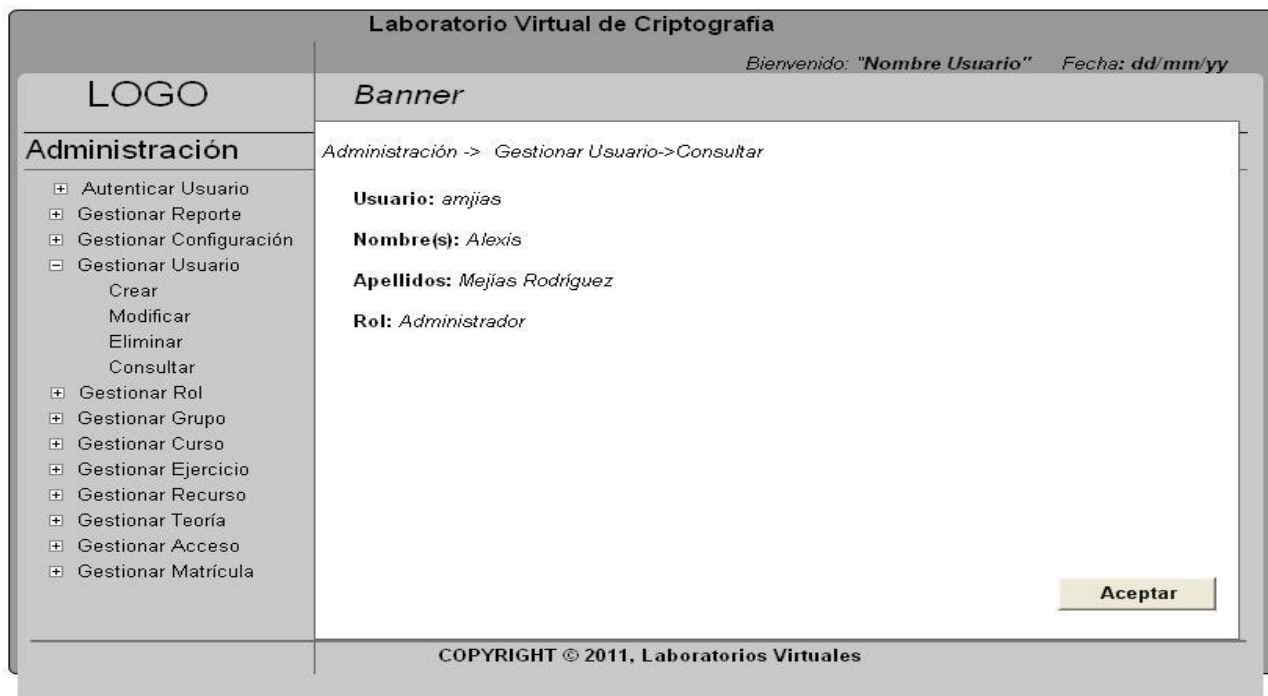 Laboratorio Virtual de Criptografía
Bienvenido: "Nombre Usuario" Fecha: dd/mm/yy
LOGO
Banner
Administración
Autenticar Usuario
Gestionar Reporte
Gestionar Configuración
Gestionar Usuario
Crear
Modificar
Eliminar
Consultar
Gestionar Rol
Gestionar Grupo
Gestionar Curso
Gestionar Ejercicio
Gestionar Recurso
Gestionar Teoría
Gestionar Acceso
Gestionar Matrícula
Administración -> Gestionar Usuario->Consultar
Usuario: amjias
Nombre(s): Alexis
Apellidos: Mejías Rodríguez
Rol: Administrador
Aceptar
COPYRIGHT © 2011, Laboratorios Virtuales